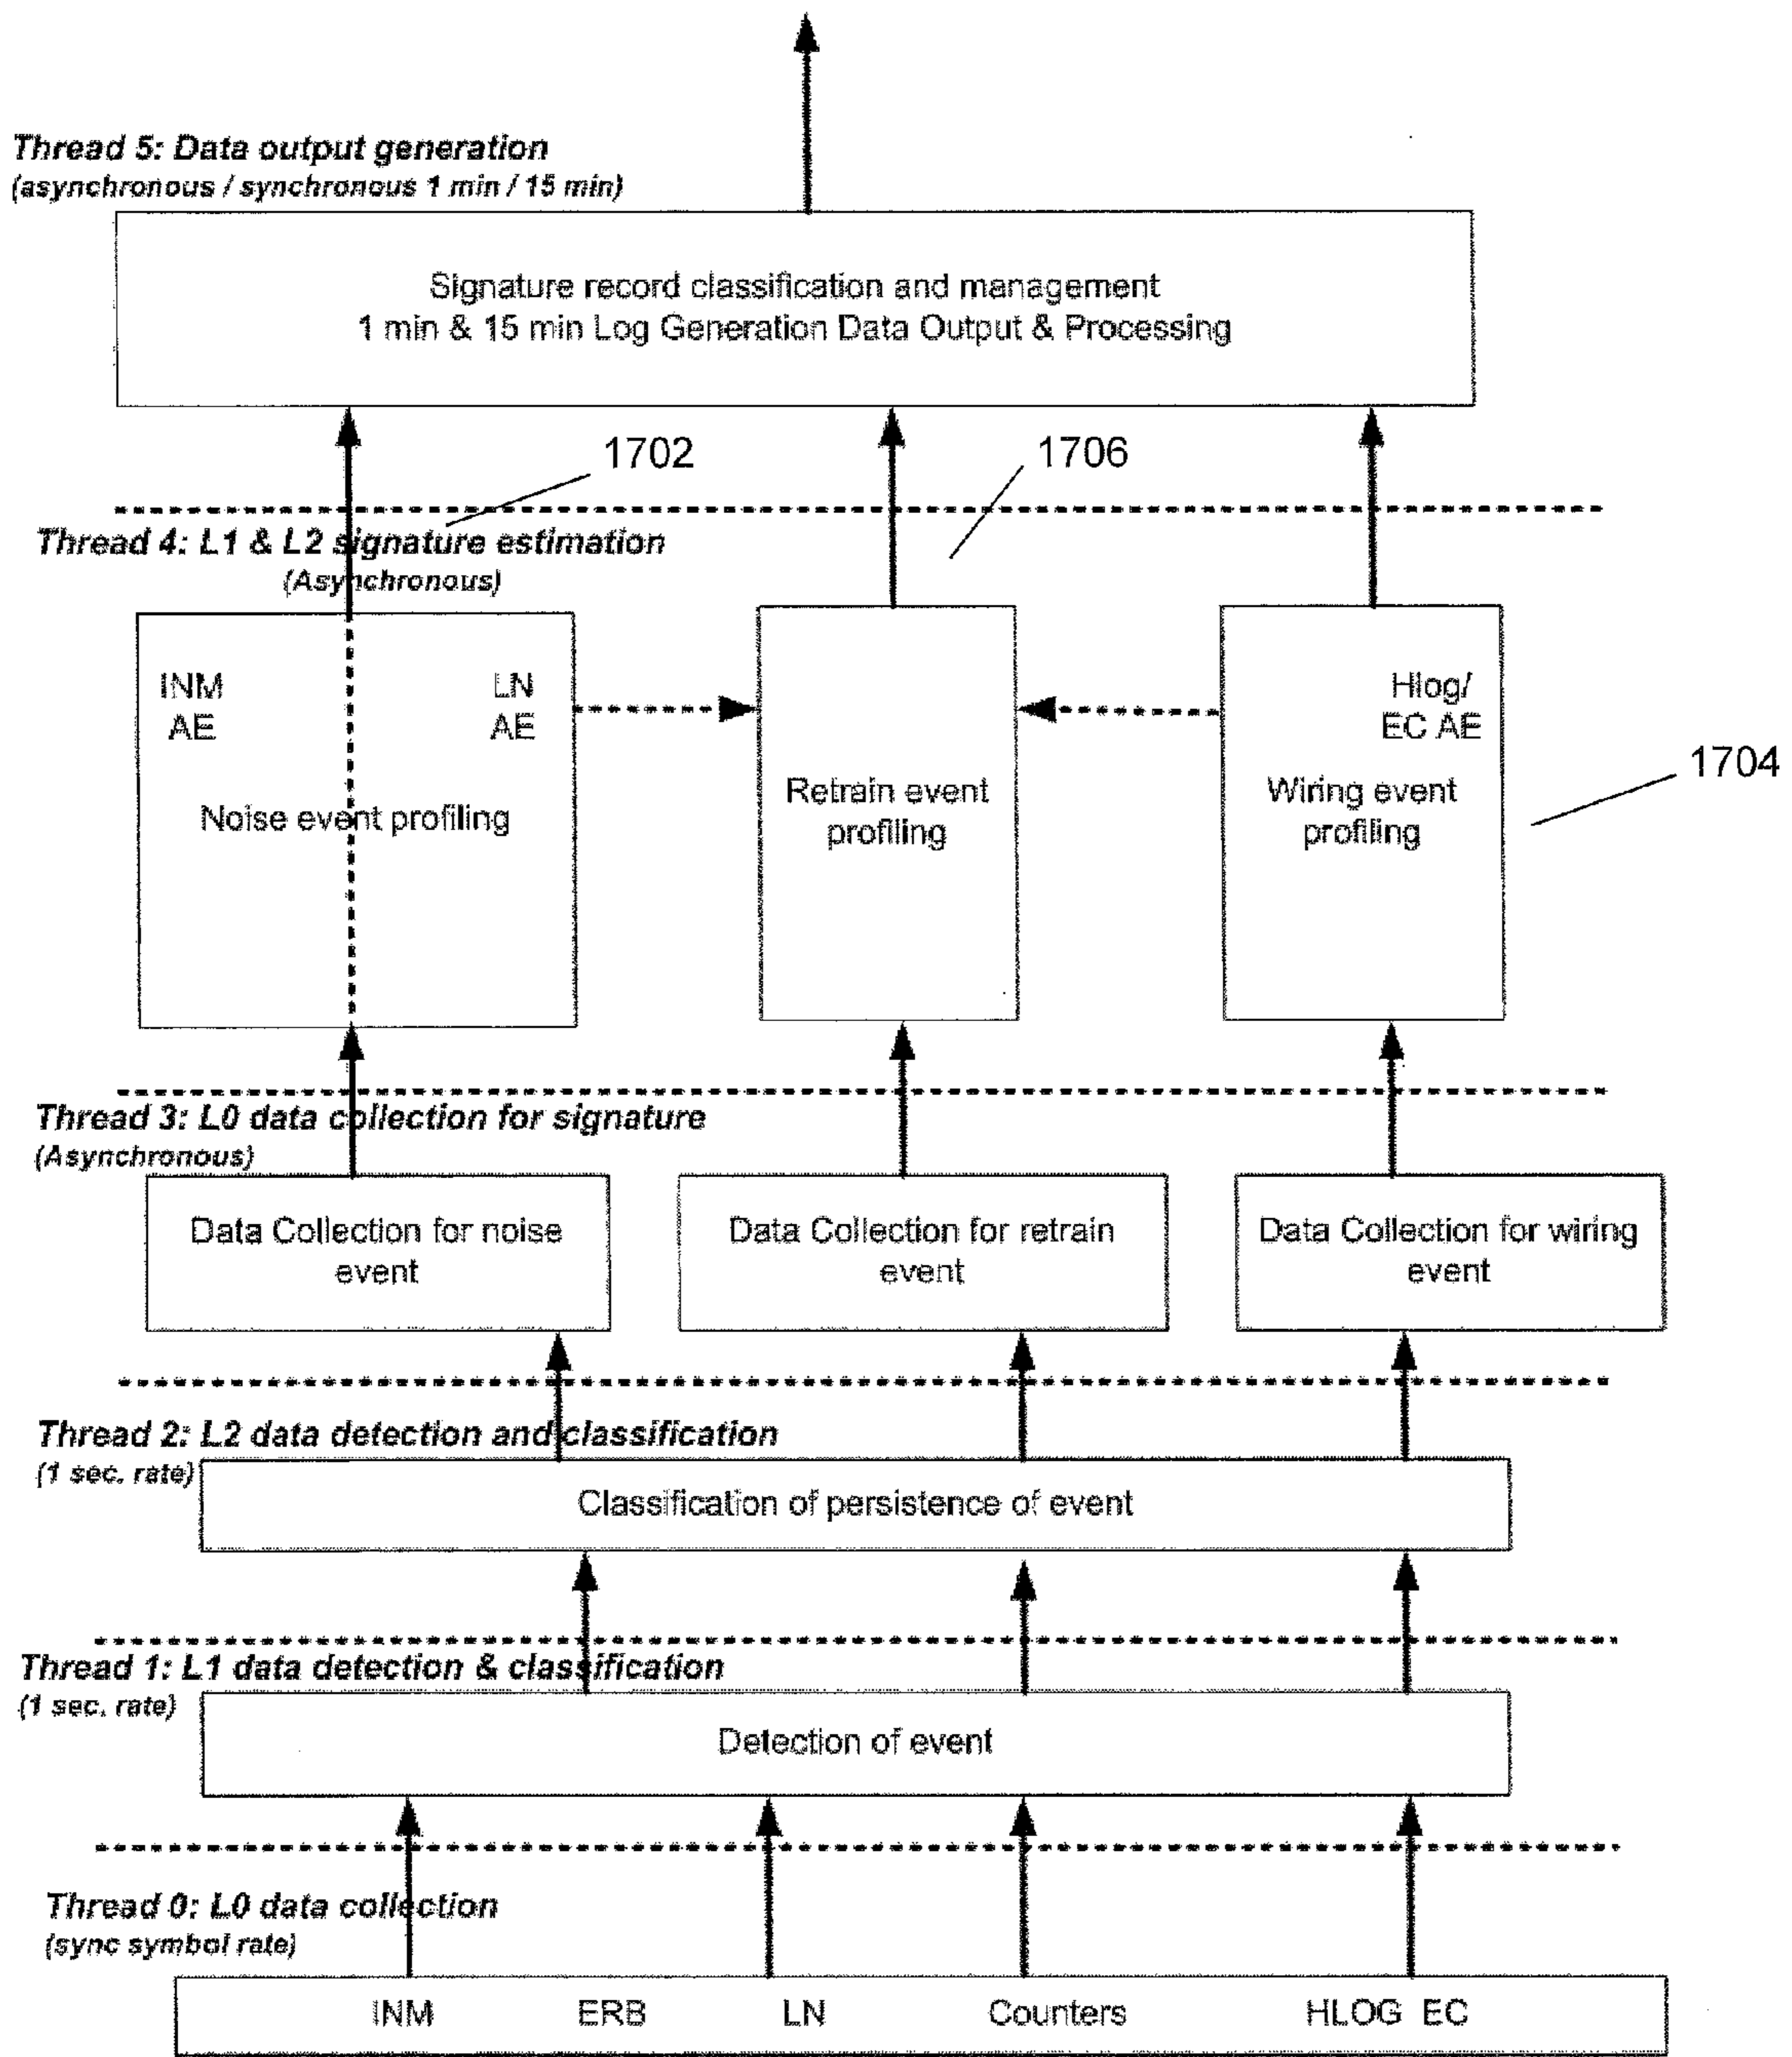 Thread 5: Data output generation
(asynchronous / synchronous 1 min / 15 min)
Signature record classification and management
1 min & 15 min Log Generation Data Output & Processing
1702
1706
Thread 4: L1 & L2 signature estimation
(Asynchronous)
INM
AE
LN
AE
Noise event profiling
Retrain event
profiling
Hlog/
EC AE
Wiring event
profiling
1704
Thread 3: L0 data collection for signature
(Asynchronous)
Data Collection for noise
event
Data Collection for retrain
event
Data Collection for wiring
event
Thread 2: L2 data detection and classification
(1 sec. rate)
Classification of persistence of event
Thread 1: L1 data detection & classification
(1 sec. rate)
Detection of event
Thread 0: L0 data collection
(sync symbol rate)
INM ERB LN Counters HLOG EC